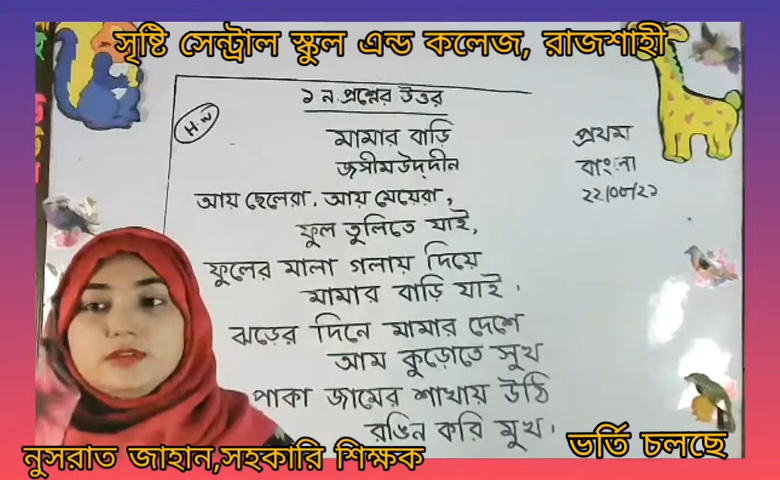 সৃষ্টি সেন্ট্রাল স্কুল এন্ড কলেজ, রাজশাহী
১ ন. প্রশ্নের উত্তর
H.W
মামার বাড়ি
প্রথম
জসীমউদ্‌দীন
বাংলা
আয় ছেলেরা, আয় মেয়েরা,
২২/০৫/২১
ফুল তুলিতে যাই,
ফুলের মালা গলায় দিয়ে
মামার বাড়ি যাই।
ঝড়ের দিনে মামার দেশে
আম কুড়োতে সুখ
পাকা জামের শাখায় উঠি
রঙিন করি মুখ।
নুসরাত জাহান,সহকারি শিক্ষক
ভর্তি চলছে